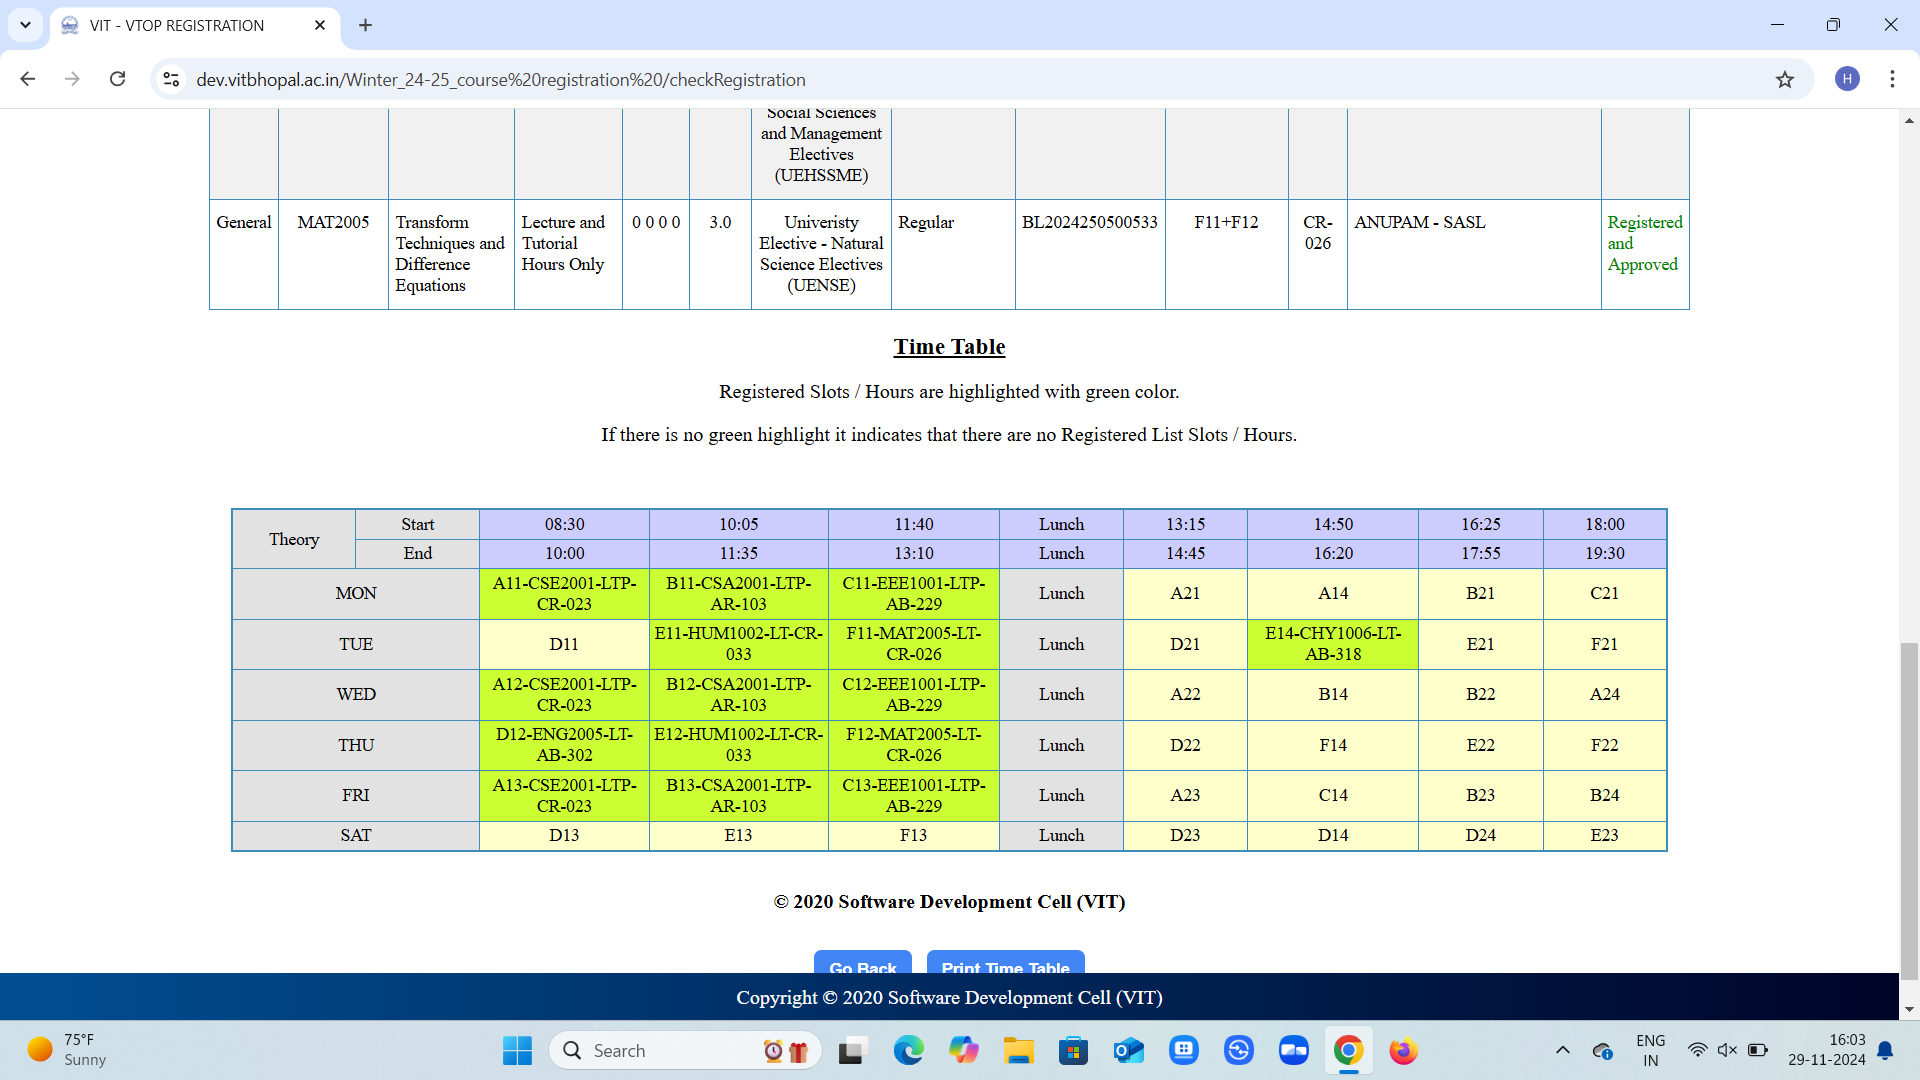 VIT - VTOP REGISTRATION
dev.vitbhopal.ac.in/Winter_24-25_course%20registration%20/checkRegistration
H
Social Sciences
and Management
Electives
(UEHSSME)
General MAT2005 Transform Lecture and 0 0 0 0 3.0 Univeristy Regular BL2024250500533 F11+F12 CR- ANUPAM - SASL Registered
Techniques and Tutorial Elective - Natural 026 and
Difference Hours Only Science Electives Approved
Equations (UENSE)
Time Table
Registered Slots / Hours are highlighted with green color.
If there is no green highlight it indicates that there are no Registered List Slots / Hours.
Theory Start 08:30 10:05 11:40 Lunch 13:15 14:50 16:25 18:00
End 10:00 11:35 13:10 Lunch 14:45 16:20 17:55 19:30
MON A11-CSE2001-LTP- B11-CSA2001-LTP- C11-EEE1001-LTP- Lunch A21 A14 B21 C21
CR-023 AR-103 AB-229
TUE D11 E11-HUM1002-LT-CR- F11-MAT2005-LT- Lunch D21 E14-CHY1006-LT- E21 F21
033 CR-026 AB-318
WED A12-CSE2001-LTP- B12-CSA2001-LTP- C12-EEE1001-LTP- Lunch A22 B14 B22 A24
CR-023 AR-103 AB-229
THU D12-ENG2005-LT- E12-HUM1002-LT-CR- F12-MAT2005-LT- Lunch D22 F14 E22 F22
AB-302 033 CR-026
FRI A13-CSE2001-LTP- B13-CSA2001-LTP- C13-EEE1001-LTP- Lunch A23 C14 B23 B24
CR-023 AR-103 AB-229
SAT D13 E13 F13 Lunch D23 D14 D24 E23
© 2020 Software Development Cell (VIT)
Go Back Print Time Table
Copyright © 2020 Software Development Cell (VIT)
75°F
Sunny
Search
ENG
IN
16:03
29-11-2024